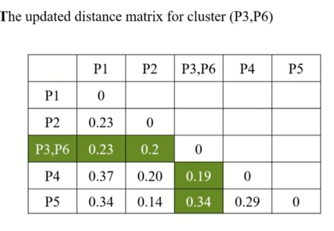 The updated distance matrix for cluster (P3,P6)
P1 P2 P3,P6 P4 P5
P1 0
P2 0.23 0
P3,P6 0.23 0.2 0
P4 0.37 0.20 0.19 0
P5 0.34 0.14 0.34 0.29 0